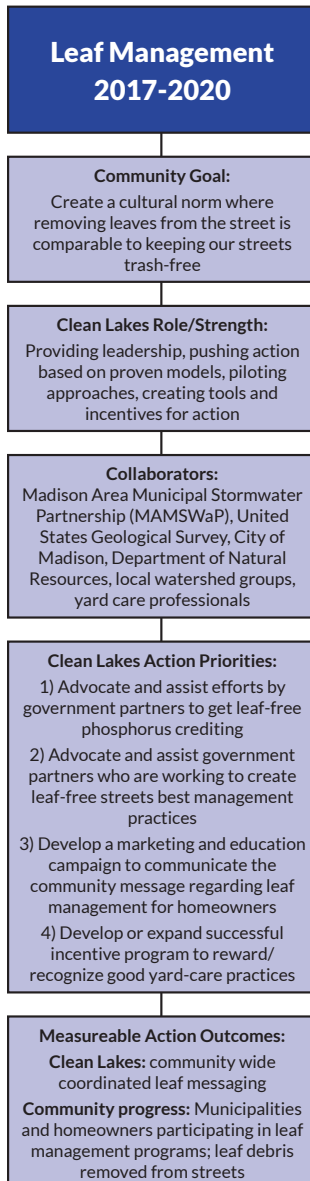 Leaf Management
2017-2020
Community Goal:
Create a cultural norm where
removing leaves from the street is
comparable to keeping our streets
trash-free
Clean Lakes Role/Strength:
Providing leadership, pushing action
based on proven models, piloting
approaches, creating tools and
incentives for action
Collaborators:
Madison Area Municipal Stormwater
Partnership (MAMSWaP), United
States Geological Survey, City of
Madison, Department of Natural
Resources, local watershed groups,
yard care professionals
Clean Lakes Action Priorities:
1) Advocate and assist efforts by
government partners to get leaf-free
phosphorus crediting
2) Advocate and assist government
partners who are working to create
leaf-free streets best management
practices
3) Develop a marketing and education
campaign to communicate the
community message regarding leaf
management for homeowners
4) Develop or expand successful
incentive program to reward/
recognize good yard-care practices
Measureable Action Outcomes:
Clean Lakes: community wide
coordinated leaf messaging
Community progress: Municipalities
and homeowners participating in leaf
management programs; leaf debris
removed from streets